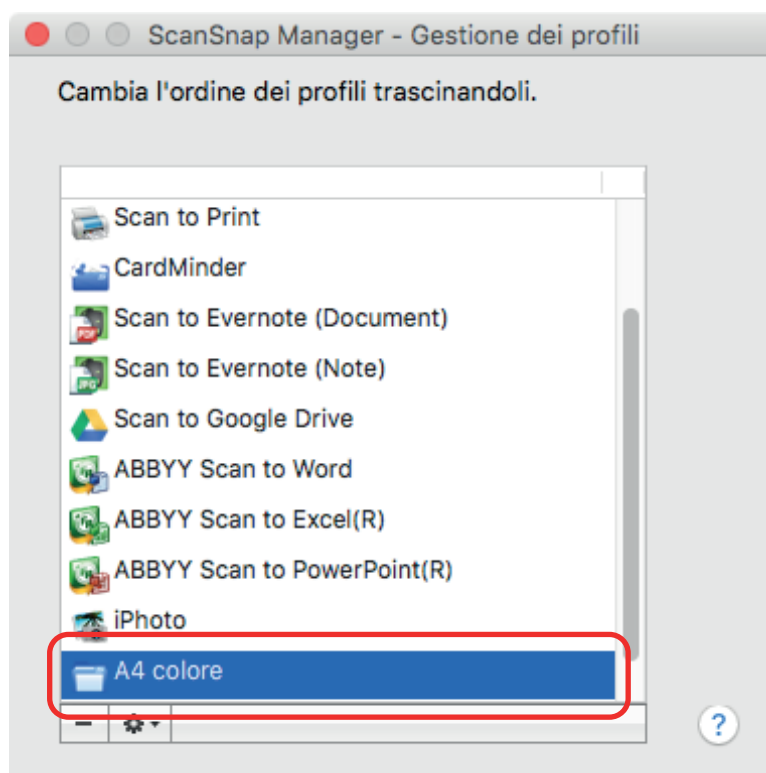 ScanSnap Manager - Gestione dei profili
Cambia l'ordine dei profili trascinandoli.
Scan to Print
CardMinder
Scan to Evernote (Document)
PDF
Scan to Evernote (Note)
JPG
Scan to Google Drive
ABBYY Scan to Word
ABBYY Scan to Excel(R)
ABBYY Scan to PowerPoint(R)
iPhoto
A4 colore
?